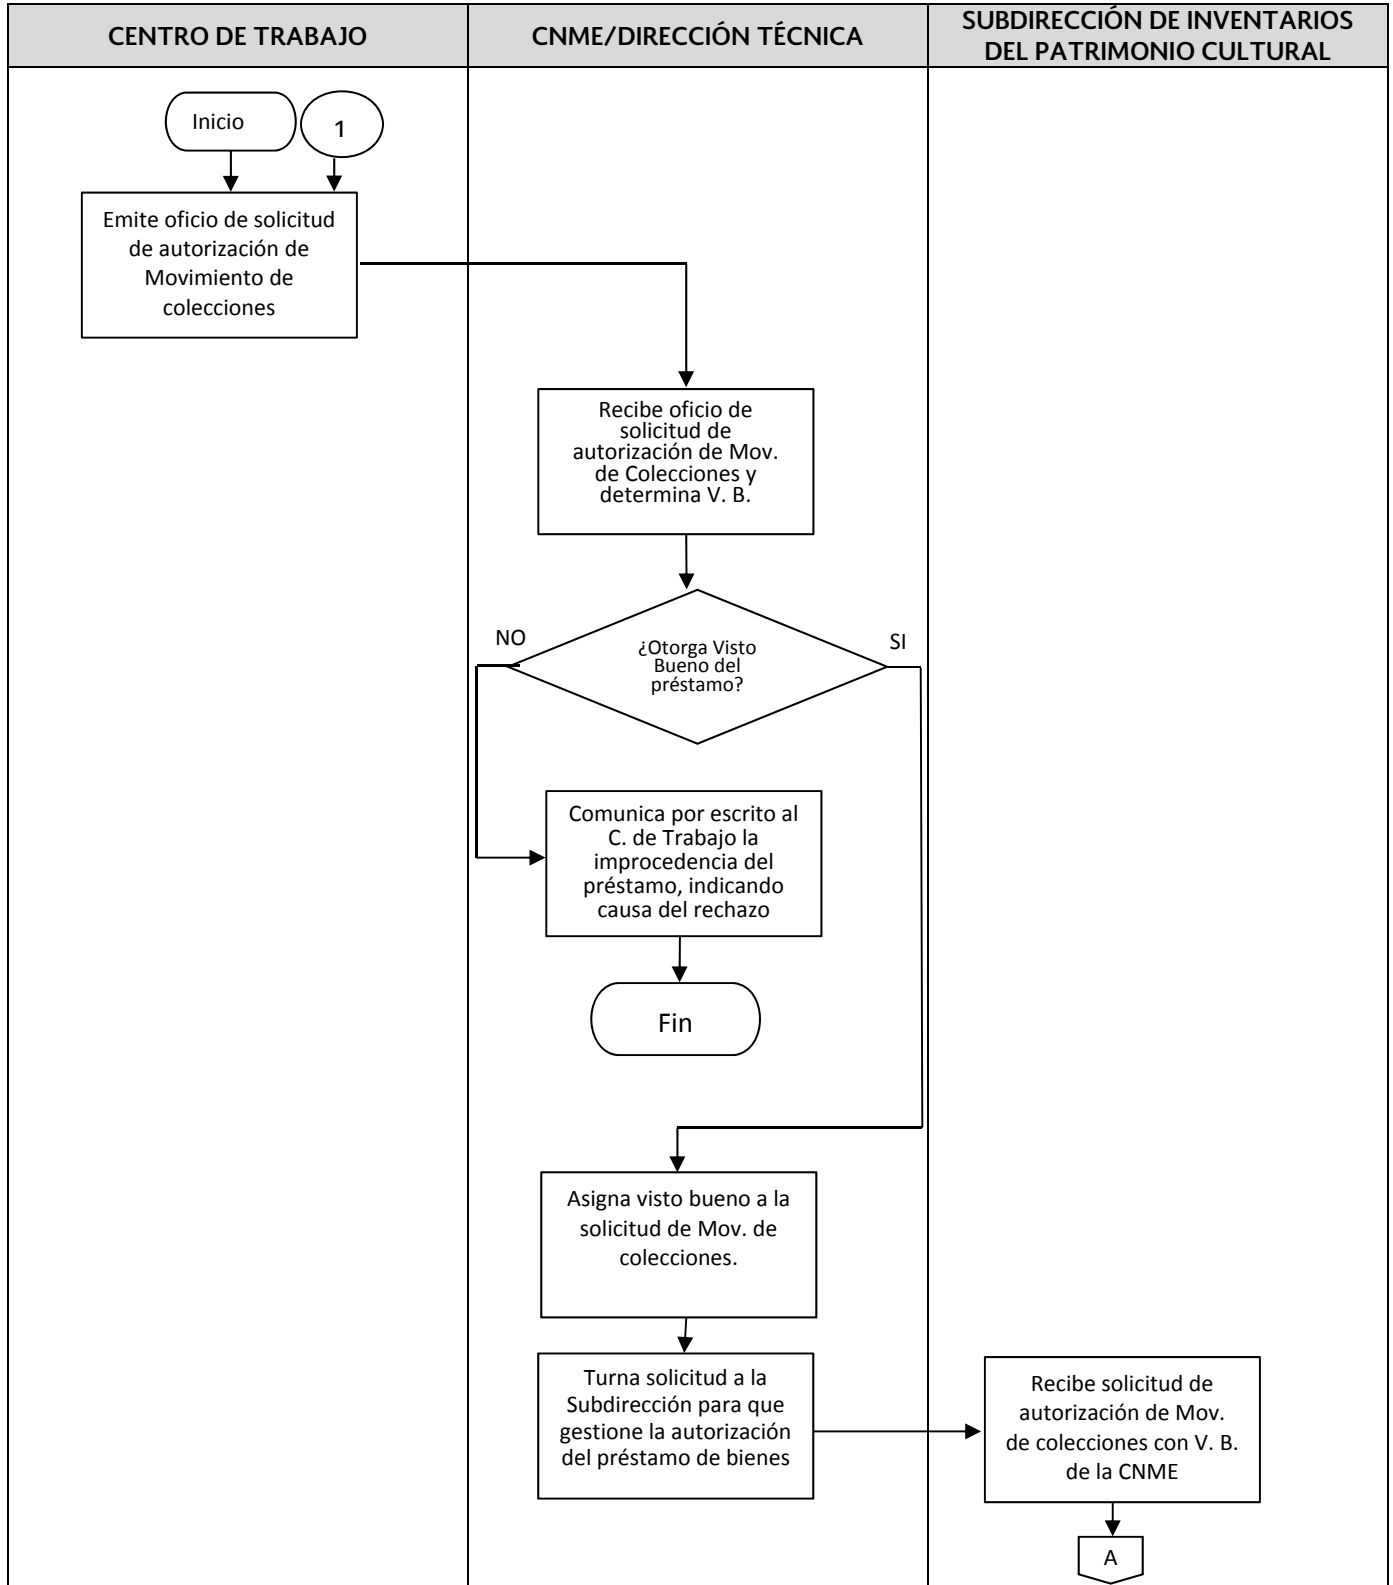 CENTRO DE TRABAJO
CNME/DIRECCIÓN TÉCNICA
SUBDIRECCIÓN DE INVENTARIOS
DEL PATRIMONIO CULTURAL
Inicio
1
Emite oficio de solicitud
de autorización de
Movimiento de
colecciones
Recibe oficio de
solicitud de
autorización de Mov.
de Colecciones y
determina V. B.
NO
¿Otorga Visto
Bueno del
préstamo?
SI
Comunica por escrito al
C. de Trabajo la
improcedencia del
préstamo, indicando
causa del rechazo
Fin
Asigna visto bueno a la
solicitud de Mov. de
colecciones.
Turna solicitud a la
Subdirección para que
gestione la autorización
del préstamo de bienes
Recibe solicitud de
autorización de Mov.
de colecciones con V. B.
de la CNME
A